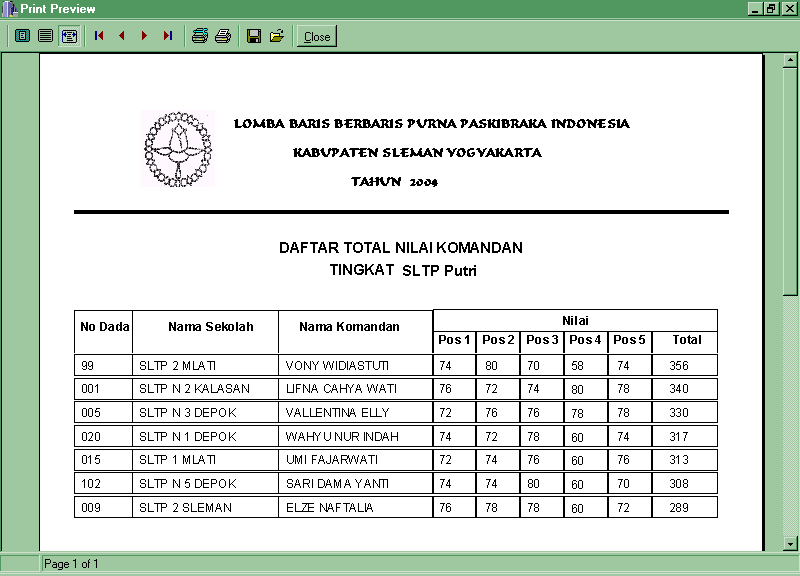 Print Preview
Close
LOMBA BARIS BERBARIS PURNA PASKIBRAKA INDONESIA
KABUPATEN SLEMAN YOGYAKARTA
TAHUN 2004
DAFTAR TOTAL NILAI KOMANDAN
TINGKAT SLTP Putri
No Dada Nama Sekolah Nama Komandan Nilai
Pos 1 Pos 2 Pos 3 Pos 4 Pos 5 Total
99 SLTP 2 MLATI VONY WIDIASTUTI 74 80 70 58 74 356
001 SLTP N 2 KALASAN LIFNA CAHYA WATI 76 72 74 80 78 340
005 SLTP N 3 DEPOK VALLENTINA ELLY 72 76 76 78 78 330
020 SLTP N 1 DEPOK WAHYU NUR INDAH 74 72 78 60 74 317
015 SLTP 1 MLATI UMI FAJARWATI 72 74 76 60 76 313
102 SLTP N 5 DEPOK SARI DAMA YANTI 74 74 80 60 70 308
009 SLTP 2 SLEMAN ELZE NAFTALIA 76 78 78 60 72 289
Page 1 of 1